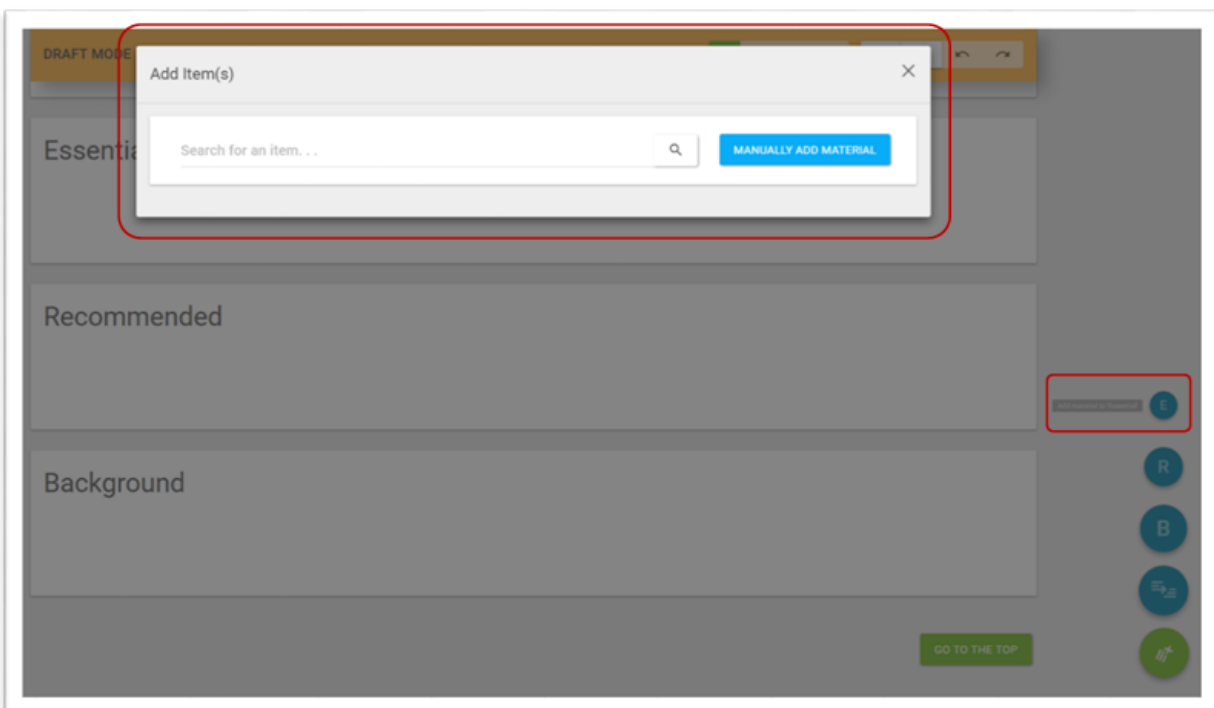 DRAFT MODE
Add Item(s)
Essentia
Search for an item. . .
MANUALLY ADD MATERIAL
Recommended
E
R
Background
B
GO TO THE TOP